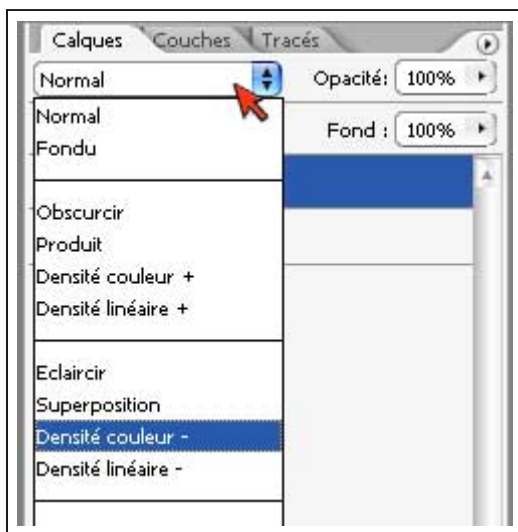 Calques Couches Tracés
Normal Opacité: 100%
Normal
Fond : 100%
Fondu
Obscurcir
Produit
Densité couleur +
Densité linéaire +
Eclaircir
Superposition
Densité couleur -
Densité linéaire -